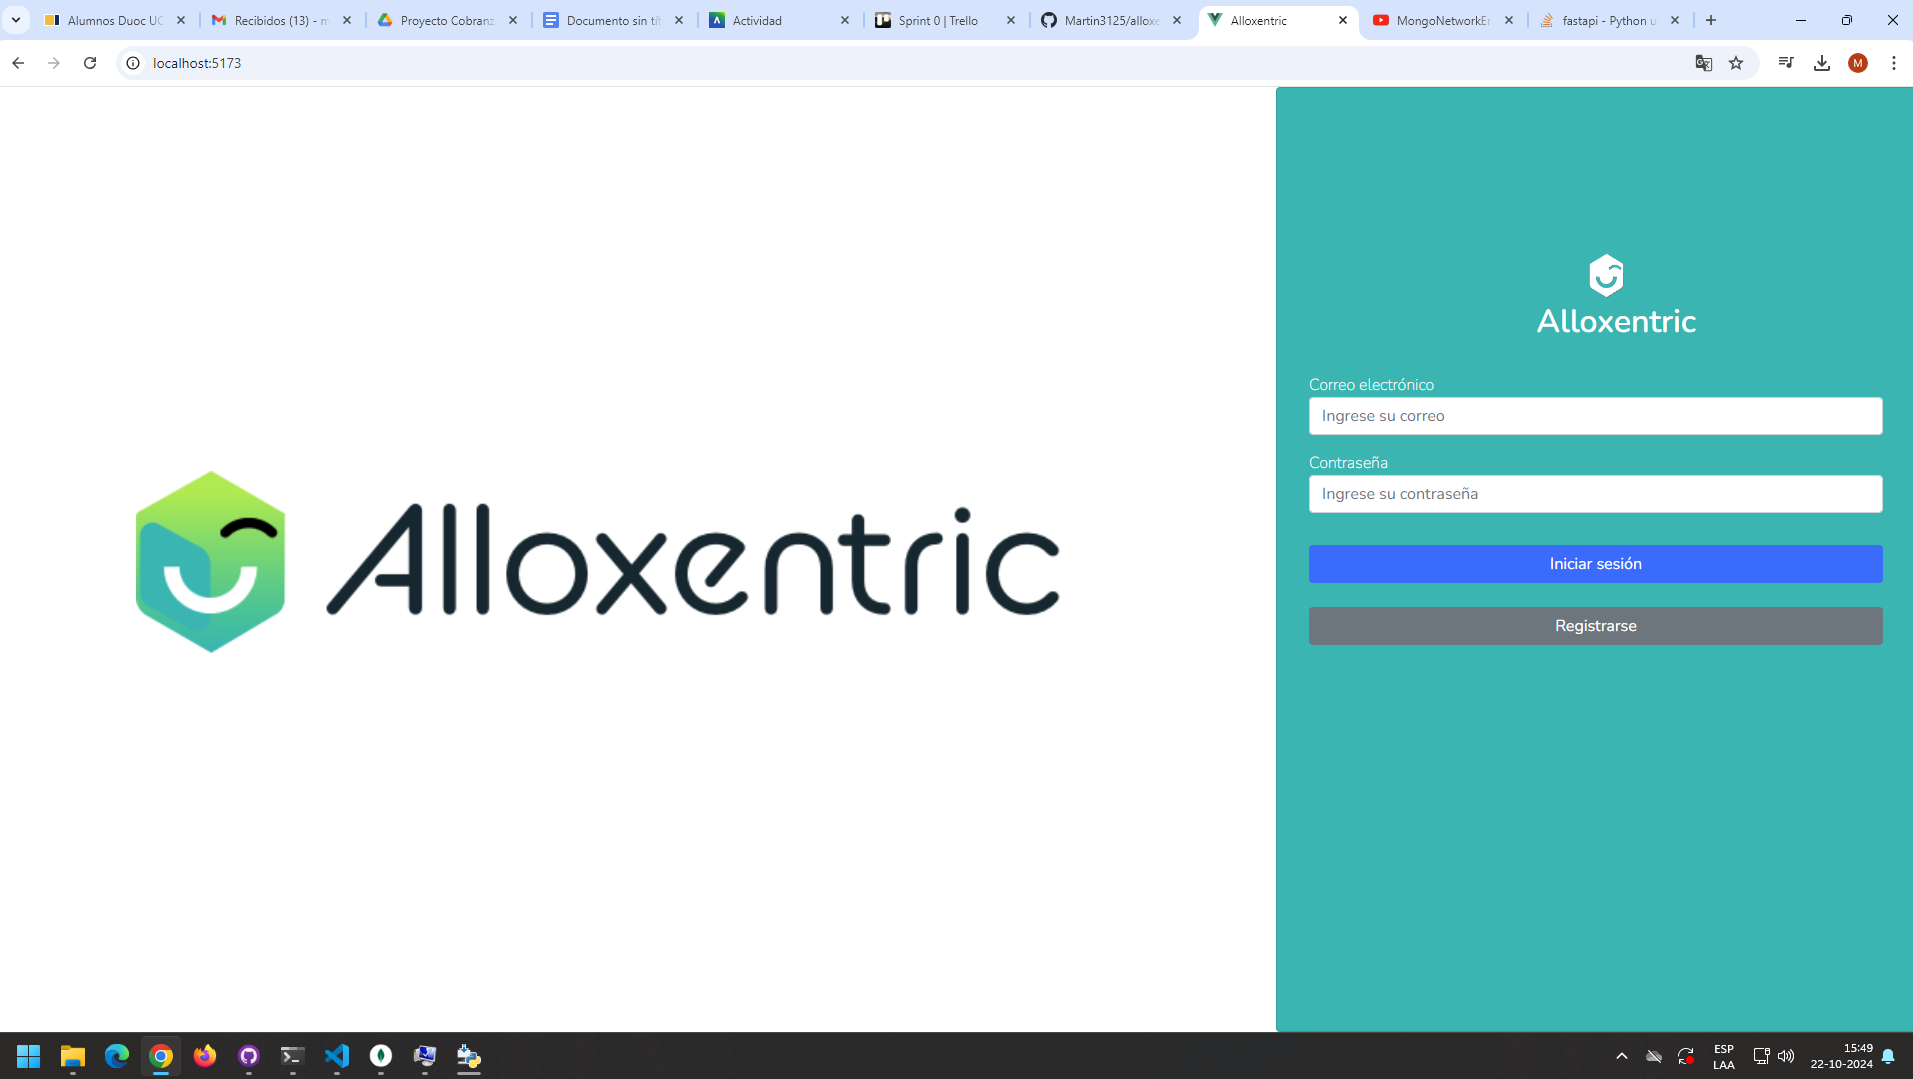 Alumnos Duoc UC
Recibidos (13) - m
Proyecto Cobranz
Documento sin tít
Actividad
Sprint 0 | Trello
Martin3125/alloxe
Alloxentric
MongoNetworkEr
fastapi - Python u
localhost:5173
M
Alloxentric
Alloxentric
Correo electrónico
Ingrese su correo
Contraseña
Ingrese su contraseña
Iniciar sesión
Registrarse
ESP
LAA
15:49
22-10-2024